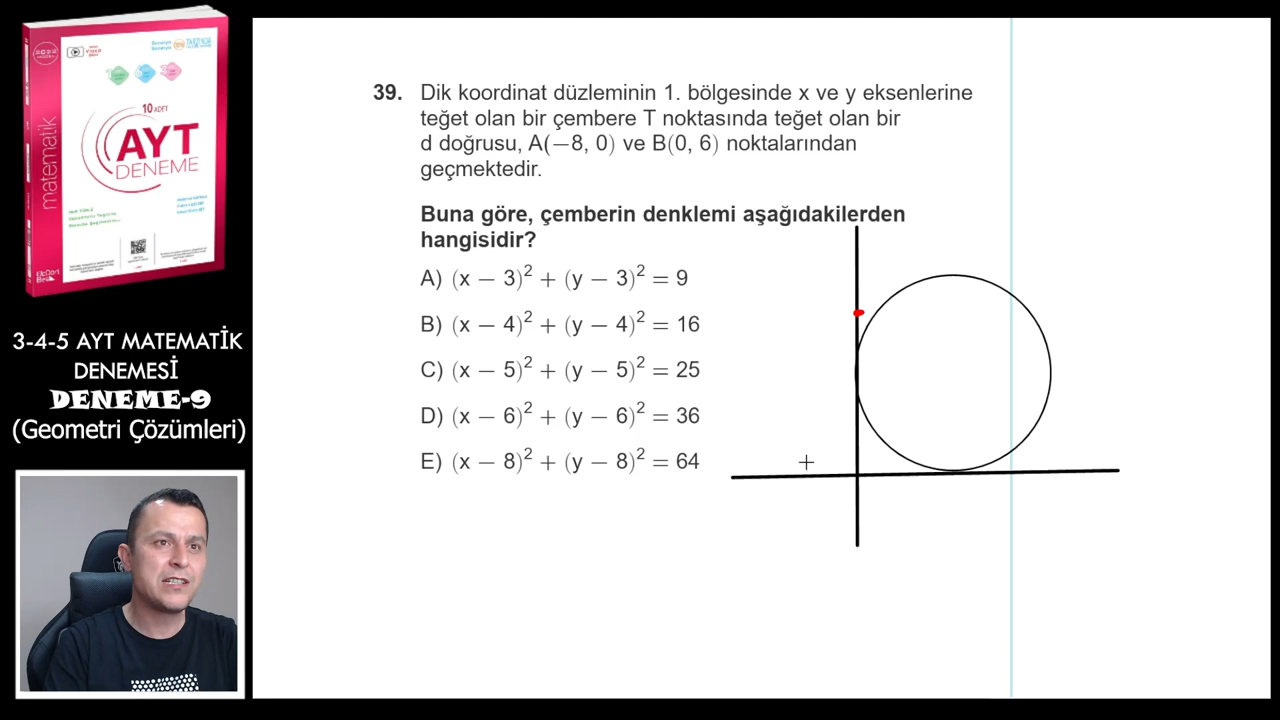 matematik
10 ADET
AYT
DENEME
39. Dik koordinat düzleminin 1. bölgesinde x ve y eksenlerine
teğet olan bir çembere T noktasında teğet olan bir
d doğrusu, A(−8, 0) ve B(0, 6) noktalarından
geçmektedir.
Buna göre, çemberin denklemi aşağıdakilerden
hangisidir?
A) (x − 3)² + (y − 3)² = 9
B) (x − 4)² + (y − 4)² = 16
C) (x − 5)² + (y − 5)² = 25
D) (x − 6)² + (y − 6)² = 36
E) (x − 8)² + (y − 8)² = 64
3-4-5 AYT MATEMATİK
DENEMESİ
DENEME-9
(Geometri Çözümleri)